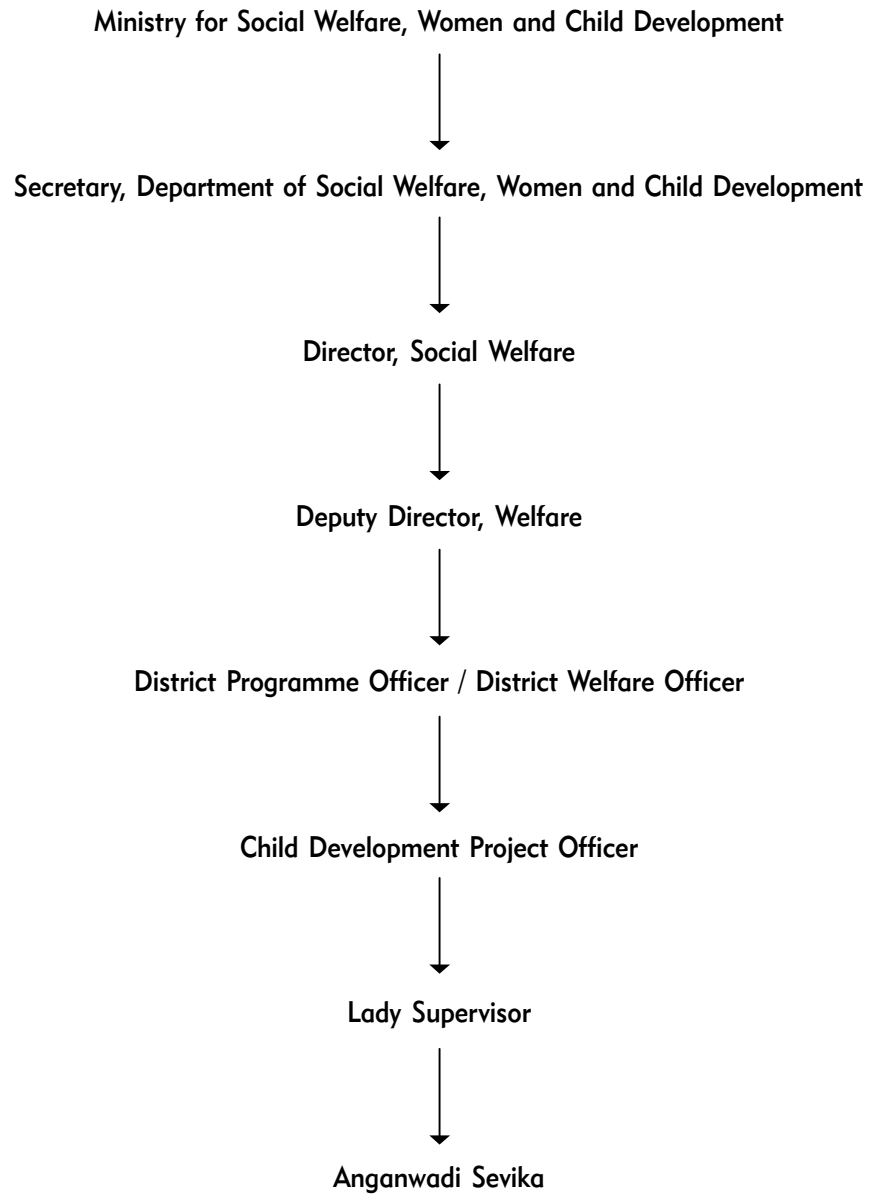 Ministry for Social Welfare, Women and Child Development
Secretary, Department of Social Welfare, Women and Child Development
Director, Social Welfare
Deputy Director, Welfare
District Programme Officer / District Welfare Officer
Child Development Project Officer
Lady Supervisor
Anganwadi Sevika